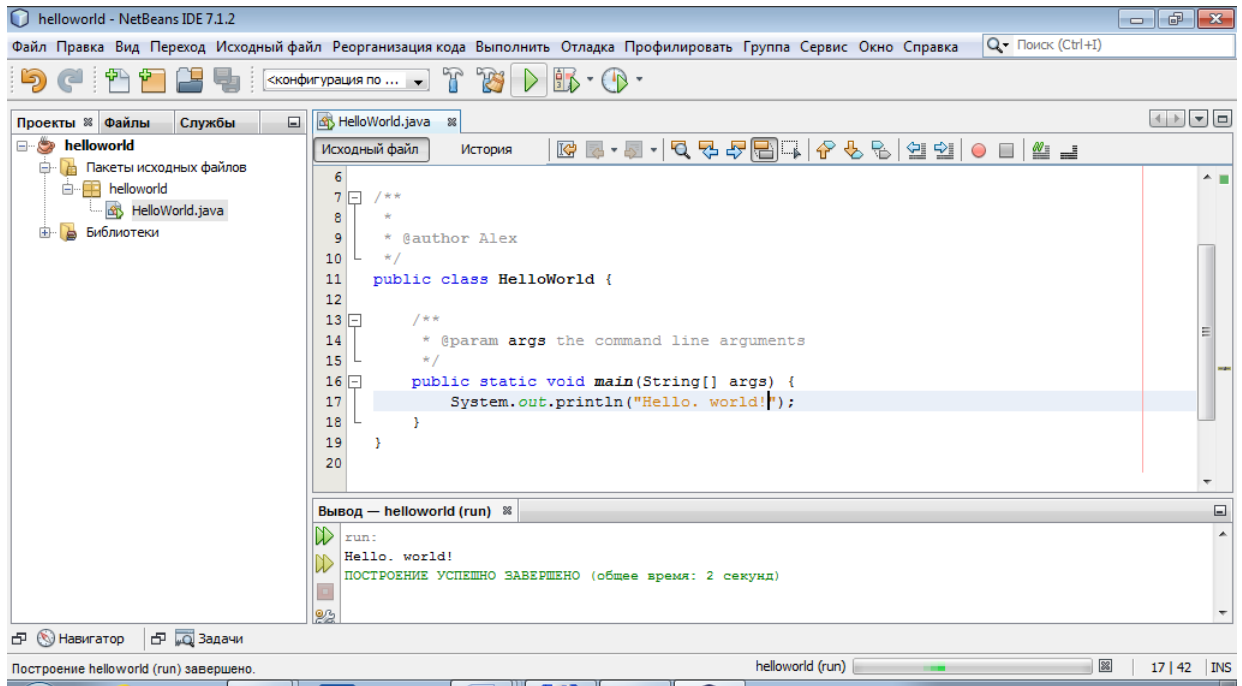 helloworld - NetBeans IDE 7.1.2
Файл Правка Вид Переход Исходный файл Реорганизация кода Выполнить Отладка Профилировать Группа Сервис Окно Справка Поиск (Ctrl+I)
<конфигурация по ...
Проекты Файлы Службы
helloworld
Пакеты исходных файлов
helloworld
HelloWorld.java
Библиотеки
HelloWorld.java
Исходный файл История
6
7 /**
8 *
9 * @author Alex
10 */
11 public class HelloWorld {
12
13 /**
14 * @param args the command line arguments
15 */
16 public static void main(String[] args) {
17 System.out.println("Hello. world!");
18 }
19 }
20
Вывод — helloworld (run)
run:
Hello. world!
ПОСТРОЕНИЕ УСПЕШНО ЗАВЕРШЕНО (общее время: 2 секунд)
Навигатор Задачи
Построение helloworld (run) завершено. helloworld (run) 17 | 42 INS